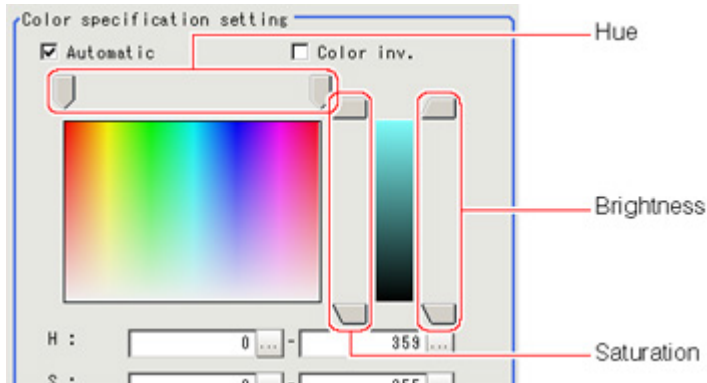 Color specification setting
Automatic
Color inv.
Hue
Brightness
H : 0 ... - 359 ...
Saturation